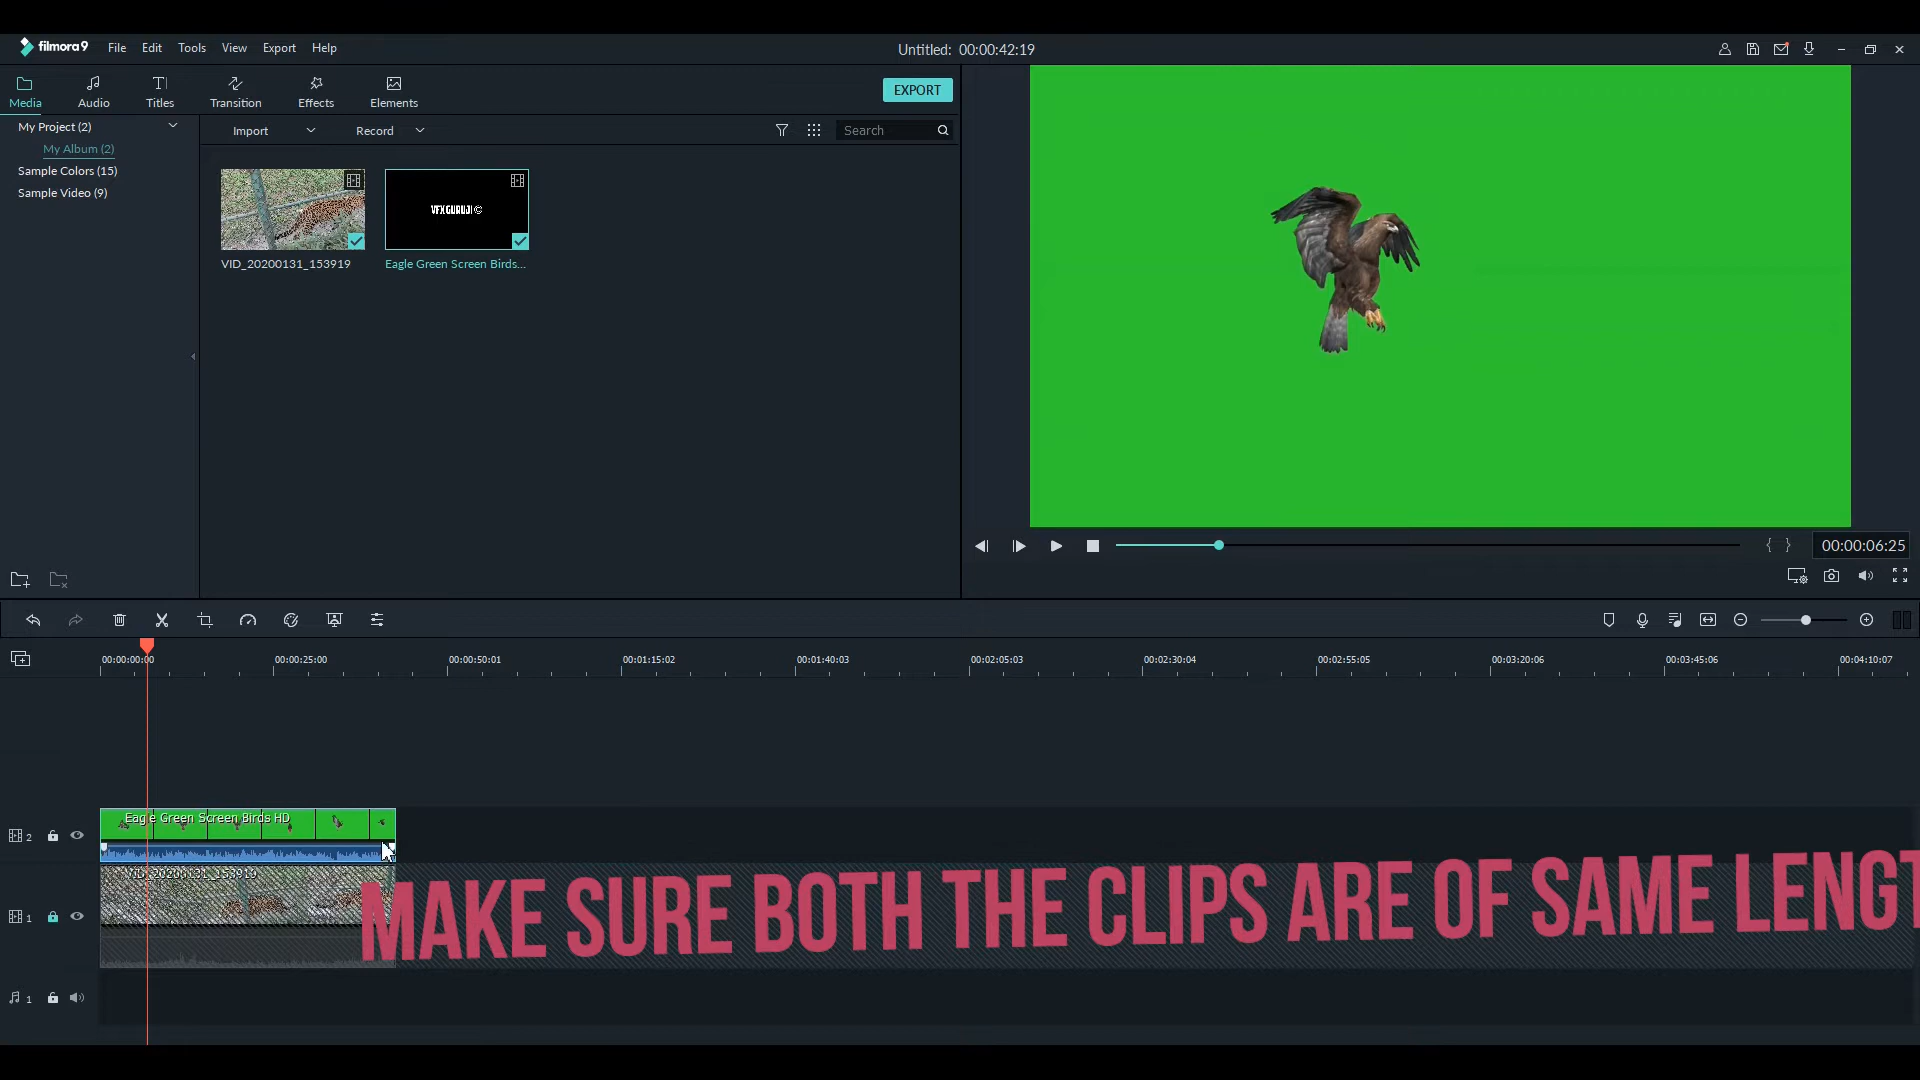 filmora9
File
Edit
Tools
View
Export
Help
Untitled: 00:00:42:19
Media
Audio
Titles
Transition
Effects
Elements
EXPORT
My Project (2)
My Album (2)
Sample Colors (15)
Sample Video (9)
Import
Record
Search
VFXGURUJI ©
VID_20200131_153919
Eagle Green Screen Birds...
00:00:06:25
00:00:00:00
00:00:25:00
00:00:50:01
00:01:15:02
00:01:40:03
00:02:05:03
00:02:30:04
00:02:55:05
00:03:20:06
00:03:45:06
00:04:10:07
Eagle Green Screen Birds HD
2
VID_20200131_153919
1
MAKE SURE BOTH THE CLIPS ARE OF SAME LENGT
1